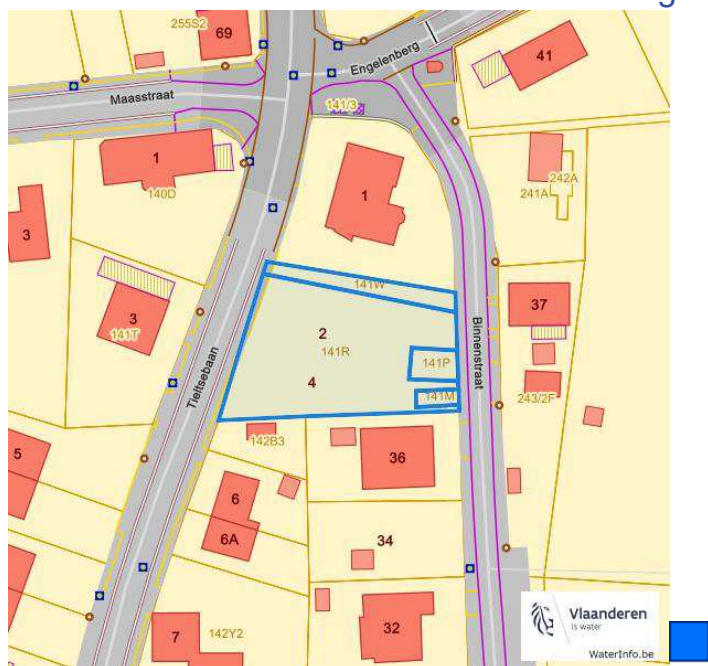 g
255S2
69
Engelenberg
41
Maasstraat
141/3
1
140D
1
242A
241A
3
3
141T
141W
2
141R
4
141P
141M
Binnenstraat
37
243/2F
Tieltsebaan
142B3
36
5
6
6A
34
7
142Y2
32
Vlaanderen
is water
WaterInfo.be